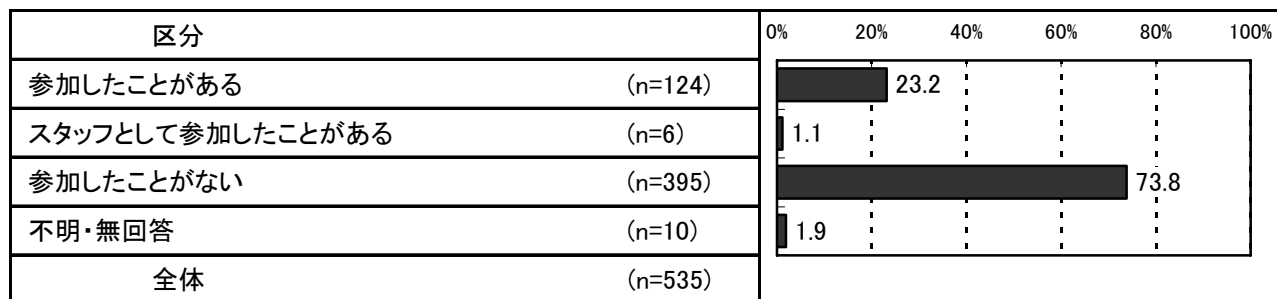 区分 0% 20% 40% 60% 80% 100%
参加したことがある (n=124) 23.2
スタッフとして参加したことがある (n=6) 1.1
参加したことがない (n=395) 73.8
不明・無回答 (n=10) 1.9
全体 (n=535)